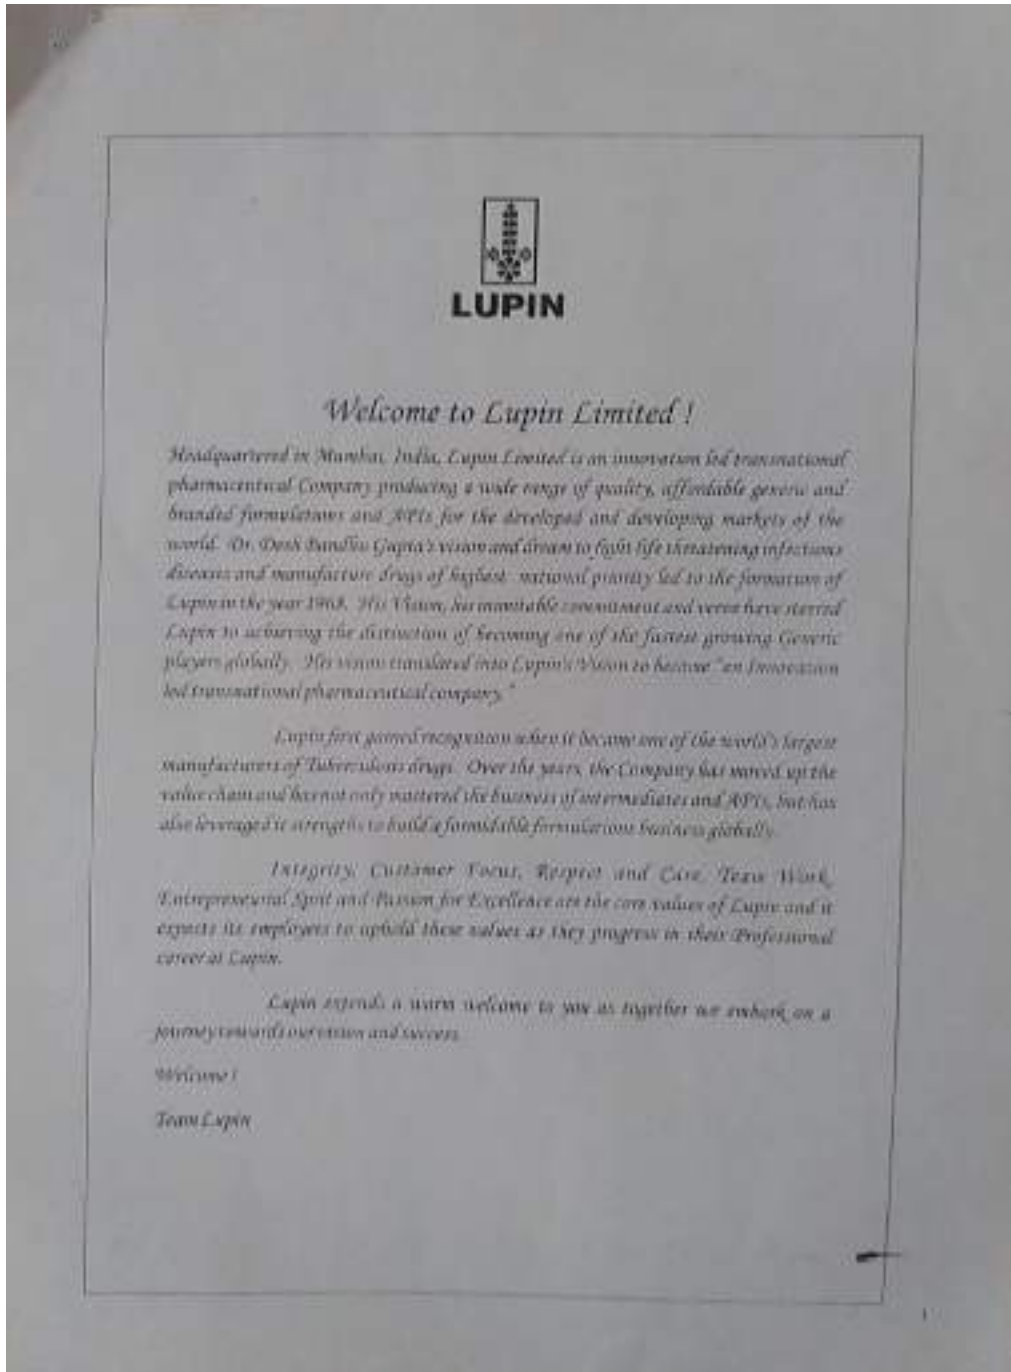 LUPIN
Welcome to Lupin Limited !
Headquartered in Mumbai, India, Lupin Limited is an innovation led transnational
pharmaceutical Company producing a wide range of quality, affordable generic and
branded formulations and APIs for the developed and developing markets of the
world. Dr. Desh Bandhu Gupta's vision and dream to fight life threatening infectious
diseases and manufacture drugs of highest national priority led to the formation of
Lupin in the year 1968. His Vision, his inimitable commitment and verve have steered
Lupin to achieving the distinction of becoming one of the fastest growing Generic
players globally. His vision translated into Lupin's Vision to become "an Innovation
led transnational pharmaceutical company."
Lupin first gained recognition when it became one of the world's largest
manufacturers of Tuberculosis drugs. Over the years, the Company has moved up the
value chain and has not only mastered the business of intermediates and APIs, but has
also leveraged it strengths to build a formidable formulations business globally.
Integrity, Customer Focus, Respect and Care, Team Work,
Entrepreneurial Sprit and Passion for Excellence are the core values of Lupin and it
expects its employees to uphold these values as they progress in their Professional
career at Lupin.
Lupin extends a warm welcome to you as together we embark on a
journey towards our vision and success.
Welcome !
Team Lupin
1